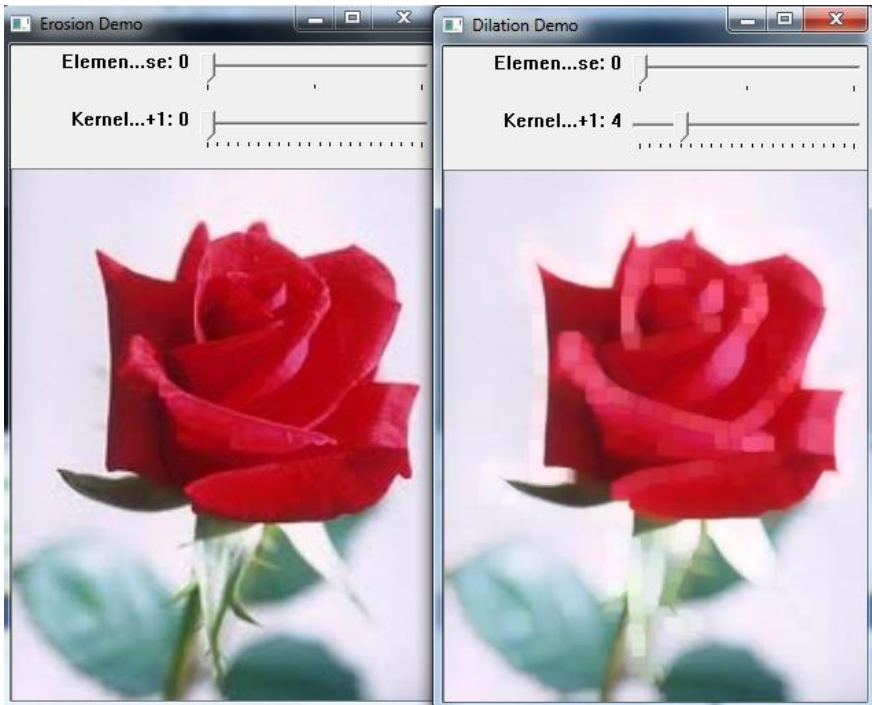 Erosion Demo
Elemen...se: 0
Kernel...+1: 0
Dilation Demo
Elemen...se: 0
Kernel...+1: 4